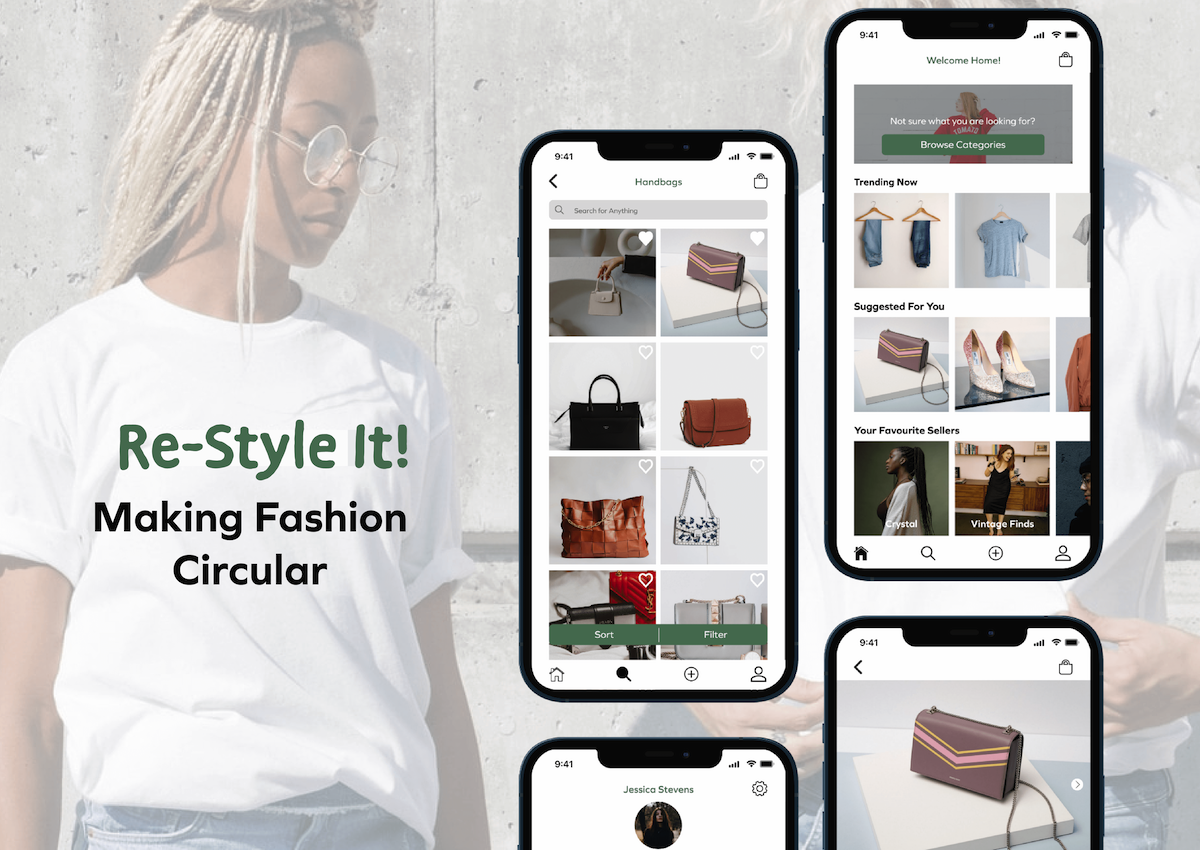 Re-Style It!
Making Fashion
Circular
9:41
Handbags
Search for Anything
Sort
Filter
9:41
Jessica Stevens
9:41
Welcome Home!
Not sure what you are looking for?
TOMATO
Browse Categories
Trending Now
Suggested For You
Your Favourite Sellers
Crystal
Vintage Finds
9:41